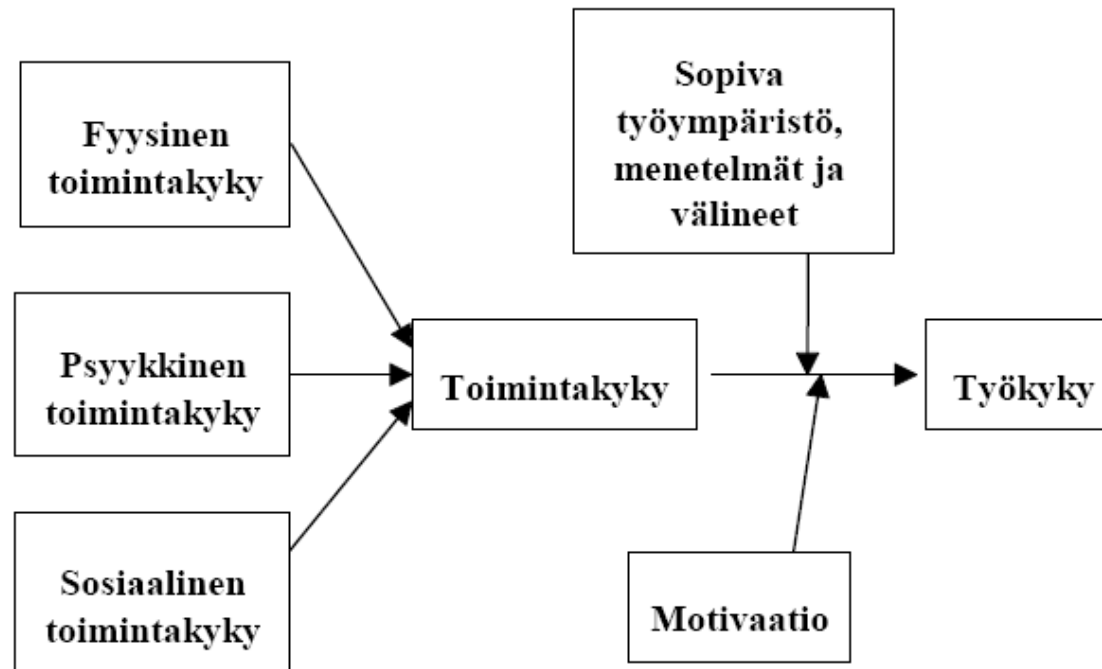 Fyysinen
toimintakyky
Psyykkinen
toimintakyky
Sosiaalinen
toimintakyky
Toimintakyky
Sopiva
työympäristö,
menetelmät ja
välineet
Motivaatio
Työkyky